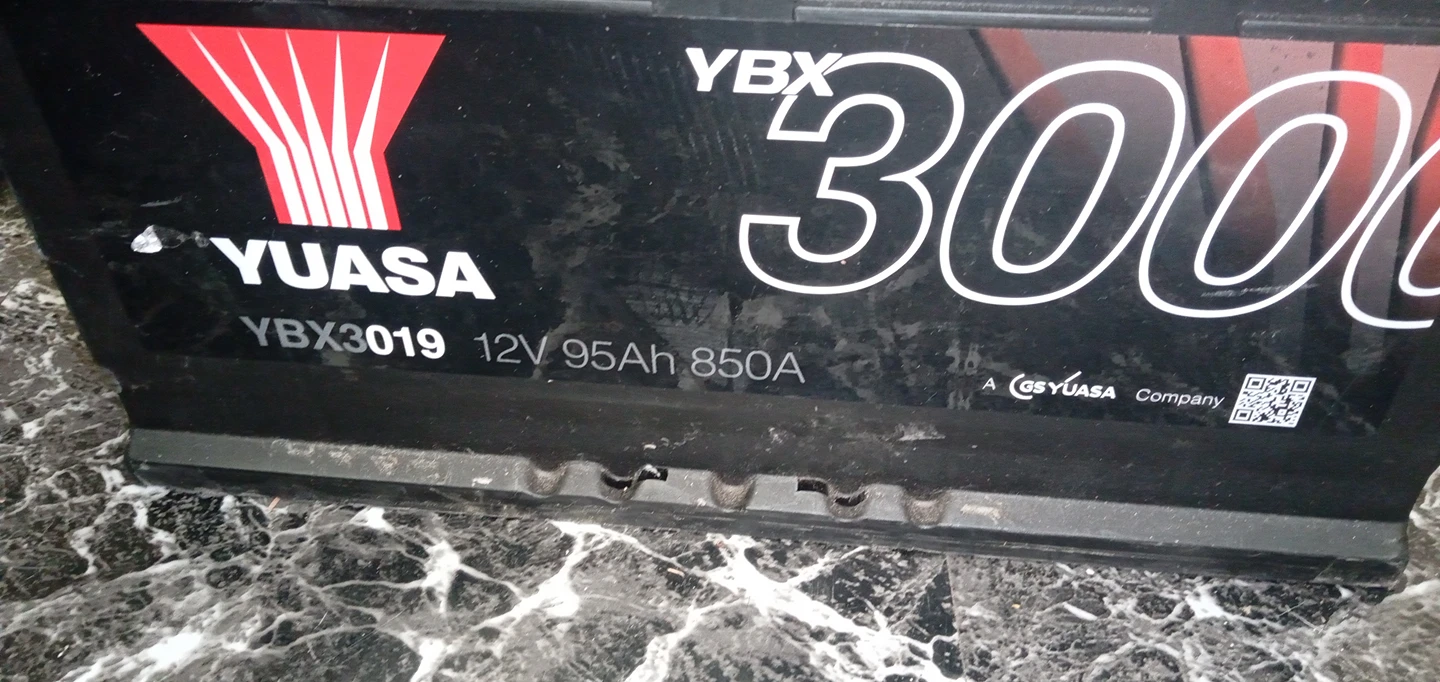 YBX
3000
YUASA
YBX3019 12V 95Ah 850A
A GS YUASA Company